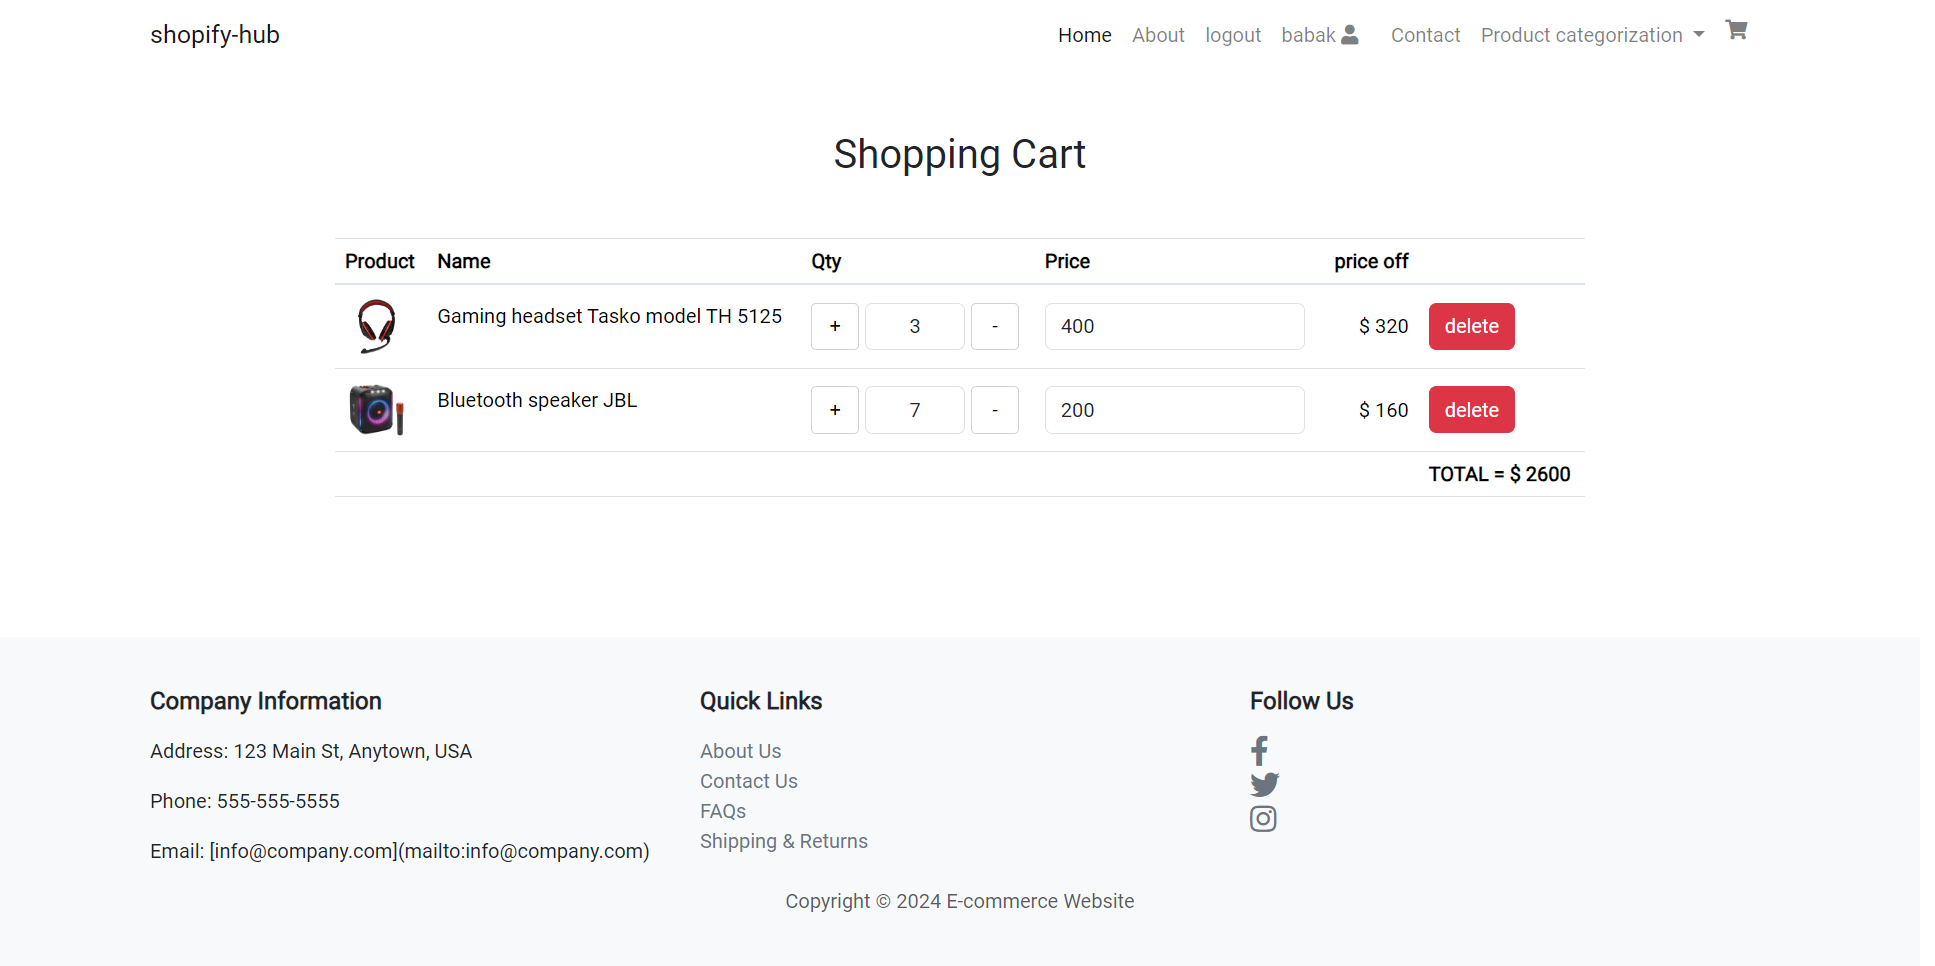 shopify-hub Home About logout babak Contact Product categorization
Shopping Cart
Product Name Qty Price price off
Gaming headset Tasko model TH 5125 + 3 - 400 $ 320 delete
Bluetooth speaker JBL + 7 - 200 $ 160 delete
TOTAL = $ 2600
Company Information
Address: 123 Main St, Anytown, USA
Phone: 555-555-5555
Email: [info@company.com](mailto:info@company.com)
Quick Links
About Us
Contact Us
FAQs
Shipping & Returns
Follow Us
Copyright © 2024 E-commerce Website